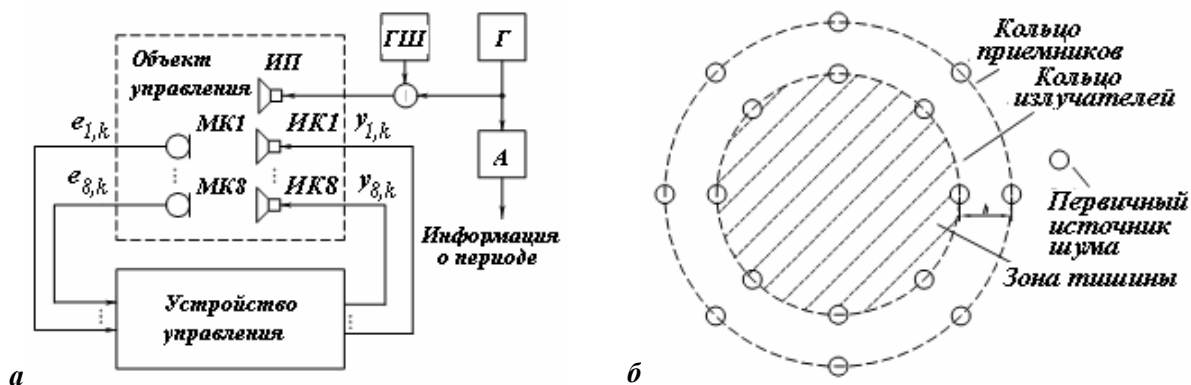 ГШ
Г
Объект
управления
ИП
e1,k
МК1
ИК1
y1,k
А
e8,k
МК8
ИК8
y8,k
Информация
о периоде
Устройство
управления
а
Кольцо
приемников
Кольцо
излучателей
h
Первичный
источник
шума
Зона тишины
б